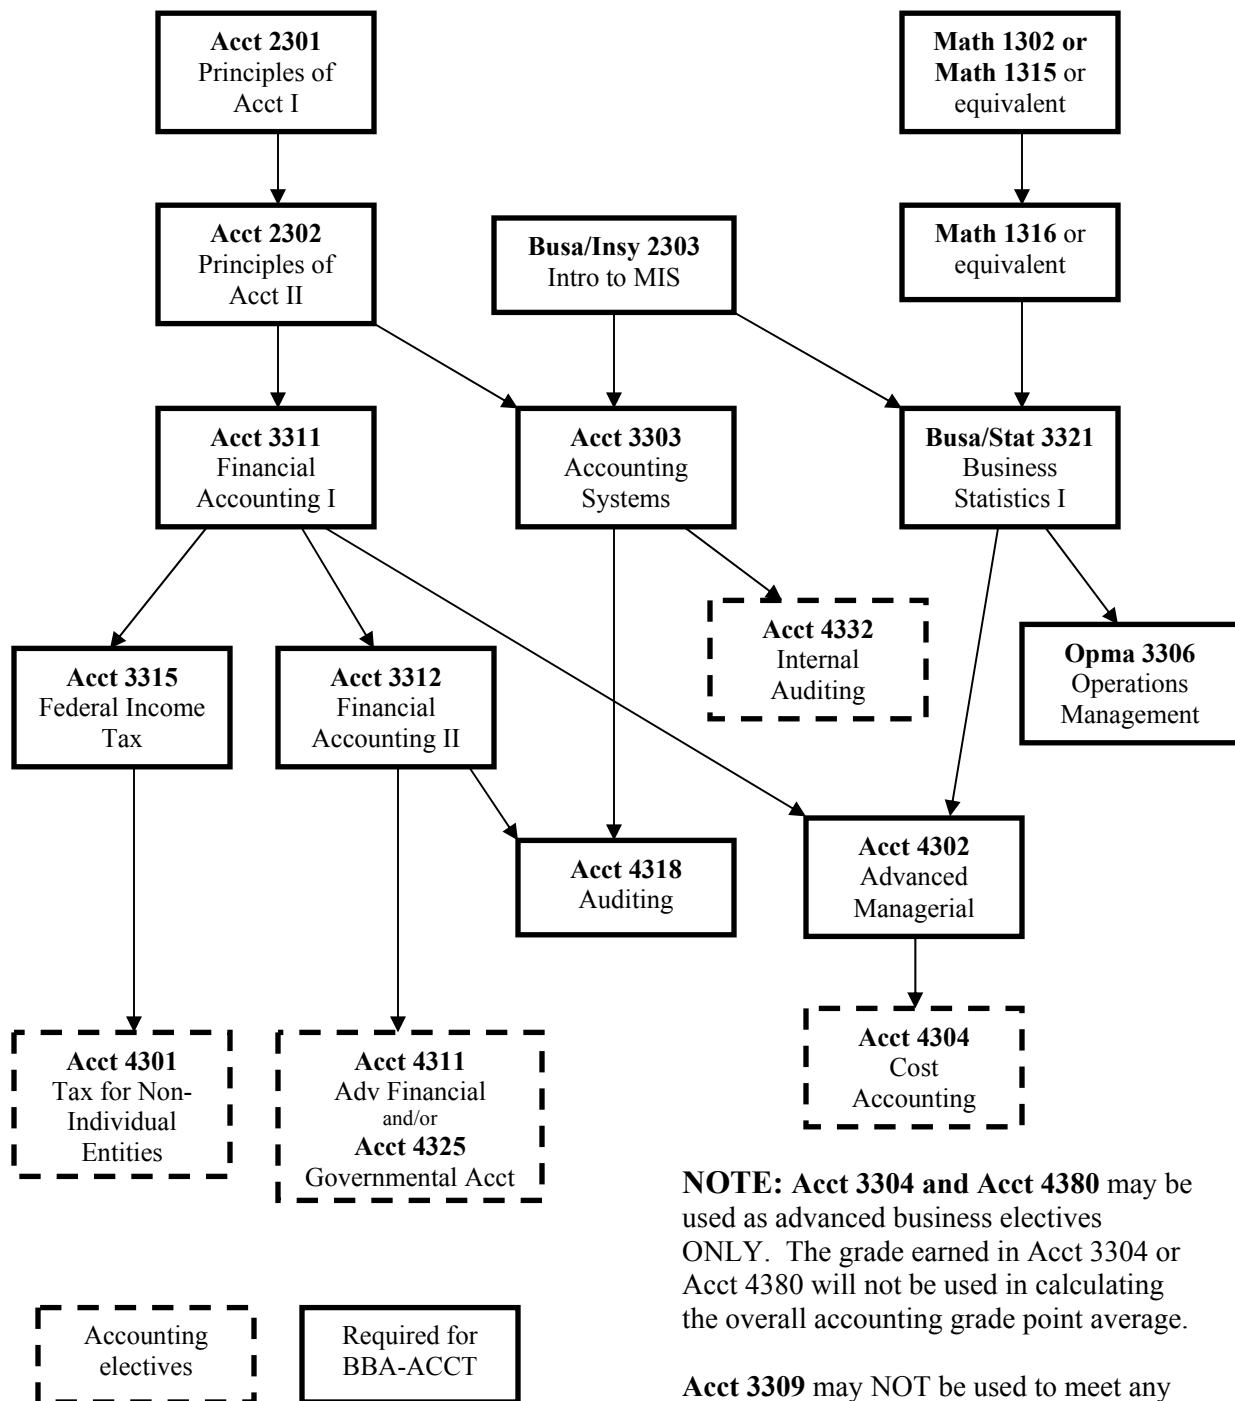 Acct 2301
Principles of
Acct I
Math 1302 or
Math 1315 or
equivalent
Acct 2302
Principles of
Acct II
Busa/Insy 2303
Intro to MIS
Math 1316 or
equivalent
Acct 3311
Financial
Accounting I
Acct 3303
Accounting
Systems
Busa/Stat 3321
Business
Statistics I
Acct 4332
Internal
Auditing
Opma 3306
Operations
Management
Acct 3315
Federal Income
Tax
Acct 3312
Financial
Accounting II
Acct 4318
Auditing
Acct 4302
Advanced
Managerial
Acct 4301
Tax for Non-
Individual
Entities
Acct 4311
Adv Financial
and/or
Acct 4325
Governmental Acct
Acct 4304
Cost
Accounting
NOTE: Acct 3304 and Acct 4380 may be
used as advanced business electives
ONLY. The grade earned in Acct 3304 or
Acct 4380 will not be used in calculating
the overall accounting grade point average.
Accounting
electives
Required for
BBA-ACCT
Acct 3309 may NOT be used to meet any